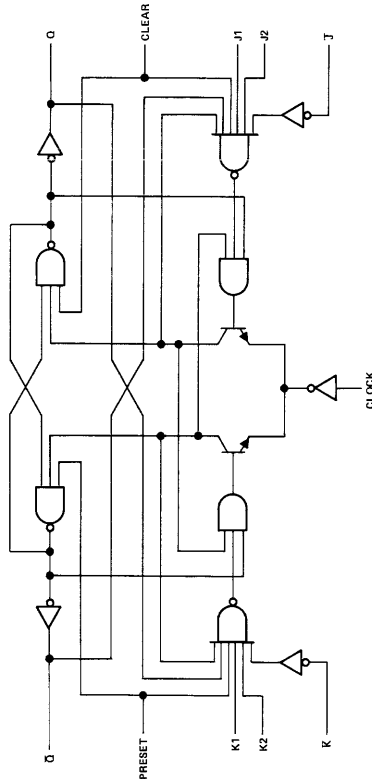 Q
CLEAR
J1
J2
J̅
CLOCK
K̅
K2
K1
PRESET
Q̅